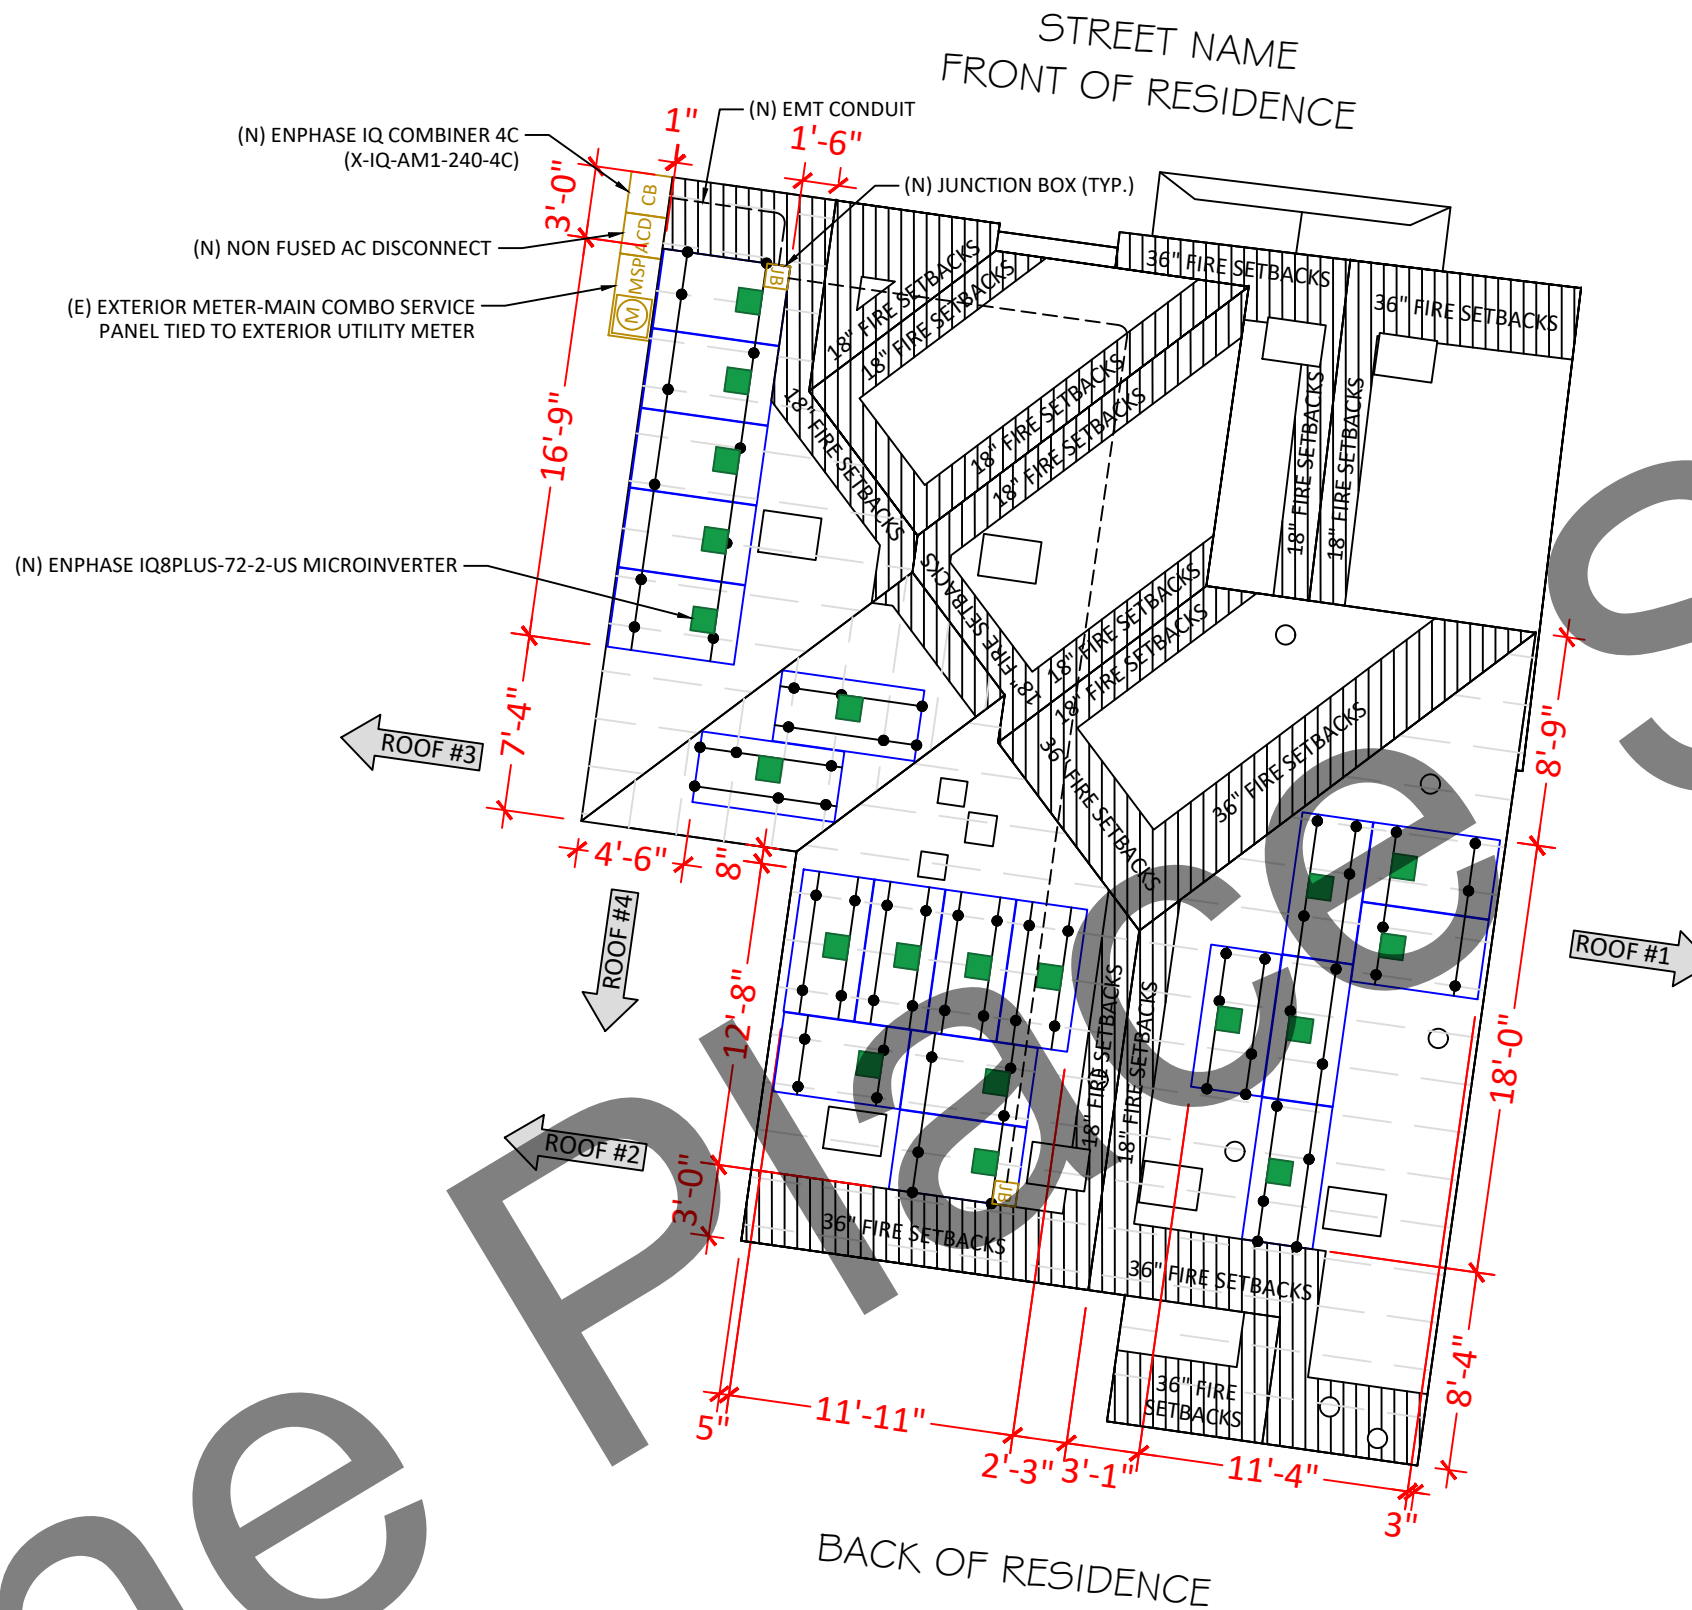 STREET NAME
FRONT OF RESIDENCE
(N) EMT CONDUIT
(N) ENPHASE IQ COMBINER 4C
(X-IQ-AM1-240-4C)
1"
1'-6"
(N) JUNCTION BOX (TYP.)
3'-0"
CB
ACD
MSP
M
JB
(N) NON FUSED AC DISCONNECT
(E) EXTERIOR METER-MAIN COMBO SERVICE
PANEL TIED TO EXTERIOR UTILITY METER
36" FIRE SETBACKS
36" FIRE SETBACKS
18" FIRE SETBACKS
18" FIRE SETBACKS
18" FIRE SETBACKS
18" FIRE SETBACKS
18" FIRE SETBACKS
18" FIRE SETBACKS
18" FIRE SETBACKS
16'-9"
(N) ENPHASE IQ8PLUS-72-2-US MICROINVERTER
18" FIRE SETBACKS
18" FIRE SETBACKS
18" FIRE SETBACKS
7'-4"
ROOF #3
8'-9"
36" FIRE SETBACKS
36" FIRE SETBACKS
4'-6"
8"
ROOF #4
ROOF #1
12'-8"
18'-0"
18" FIRE SETBACKS
18" FIRE SETBACKS
ROOF #2
3'-0"
JB
36" FIRE SETBACKS
36" FIRE SETBACKS
8'-4"
36" FIRE
SETBACKS
5"
11'-11"
2'-3"
3'-1"
11'-4"
3"
BACK OF RESIDENCE
ne Place S